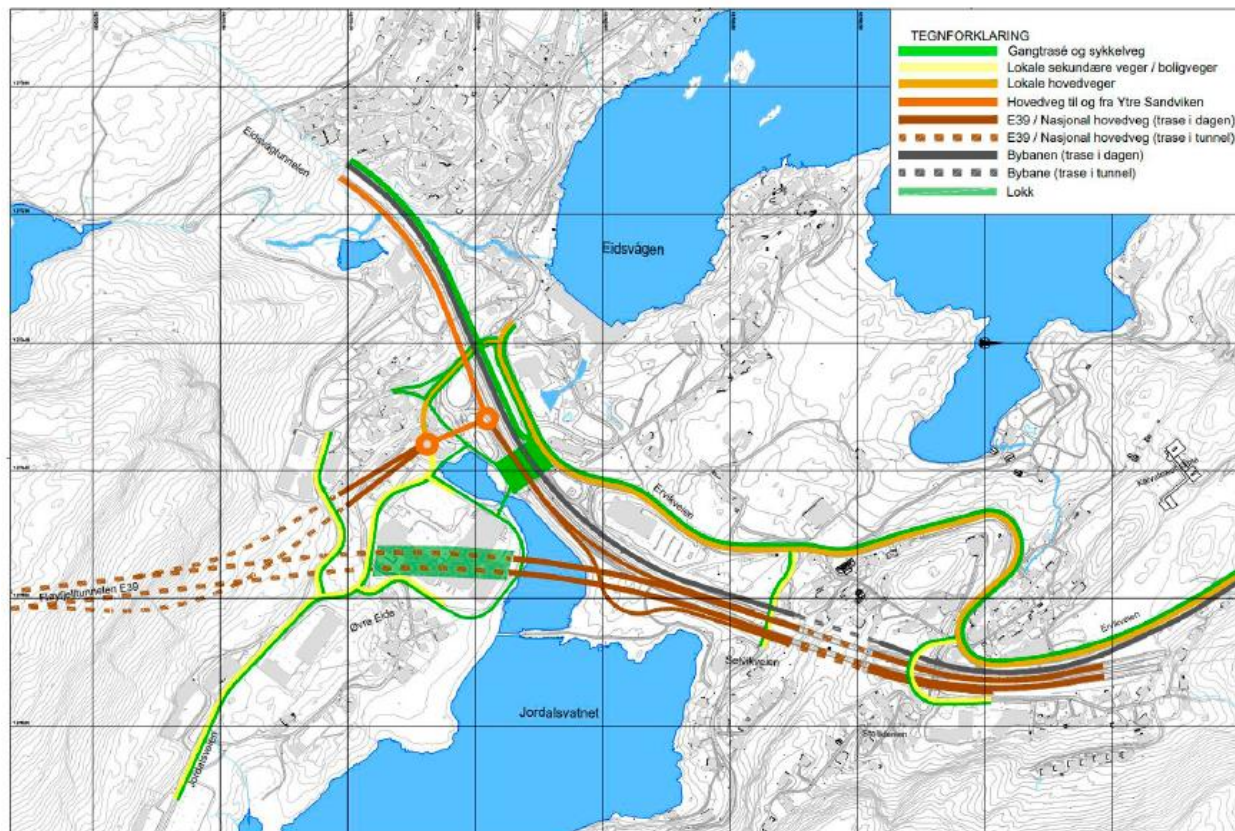 TEGNFORKLARING
Gangtrasé og sykkelveg
Lokale sekundære veger / boligveger
Lokale hovedveger
Hovedveg til og fra Ytre Sandviken
E39 / Nasjonal hovedveg (trase i dagen)
E39 / Nasjonal hovedveg (trase i tunnel)
Bybanen (trase i dagen)
Bybane (trase i tunnel)
Lokk
Eidsvågtunnelen
Eidsvågen
Ervikveien
Fløyfjelltunnelen E39
Øvre Eide
Ervikveien
Selvikveien
Jordalsvatnet
Jordalsveien